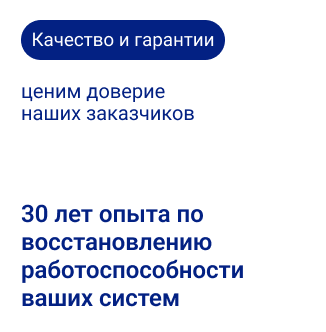 Качество и гарантии
ценим доверие
наших заказчиков
30 лет опыта по
восстановлению
работоспособности
ваших систем